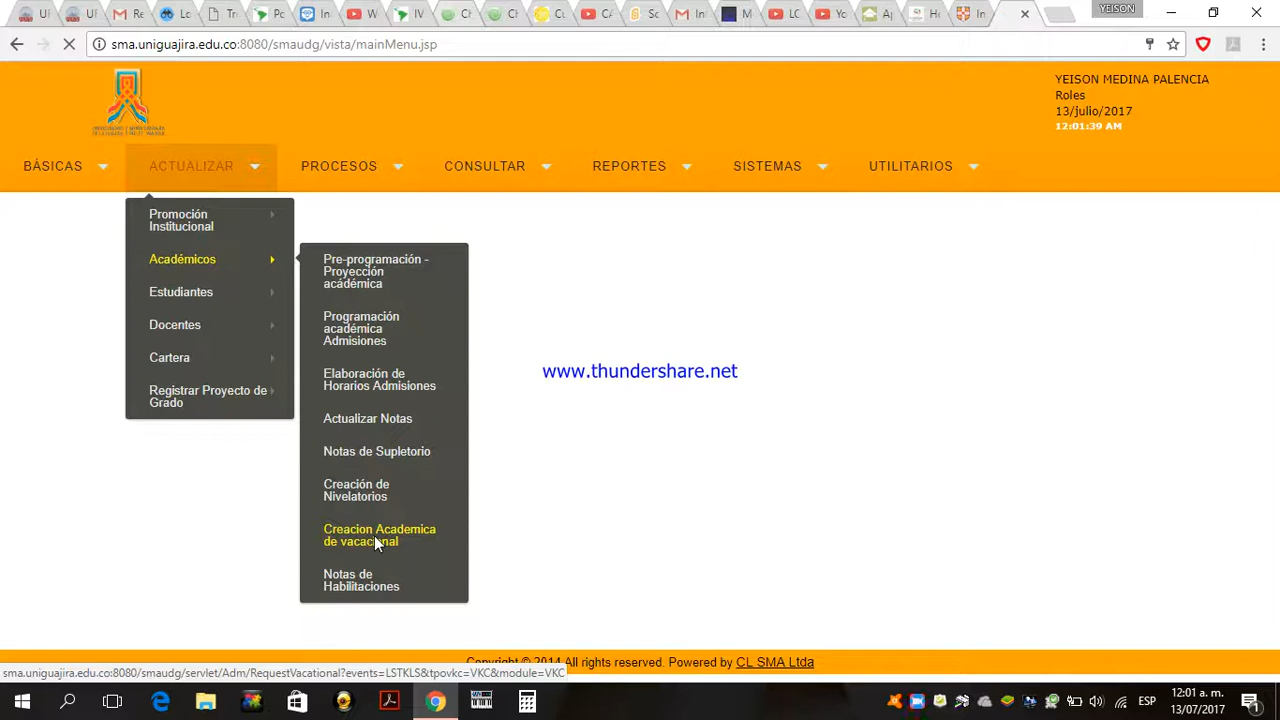 YEISON
sma.uniguajira.edu.co:8080/smaudg/vista/mainMenu.jsp
YEISON MEDINA PALENCIA
Roles
13/julio/2017
12:01:39 AM
BÁSICAS
ACTUALIZAR
PROCESOS
CONSULTAR
REPORTES
SISTEMAS
UTILITARIOS
Promoción
Institucional
Académicos
Estudiantes
Docentes
Cartera
Registrar Proyecto de
Grado
Pre-programación -
Proyección
acádémica
Programación
académica
Admisiones
Elaboración de
Horarios Admisiones
Actualizar Notas
Notas de Supletorio
Creación de
Nivelatorios
Creacion Academica
de vacacional
Notas de
Habilitaciones
www.thundershare.net
Copyright © 2014 All rights reserved. Powered by CL SMA Ltda
sma.uniguajira.edu.co:8080/smaudg/servlet/Adm/RequestVacational?events=LSTKLS&tpovkc=VKC&module=VKC
ESP
12:01 a. m.
13/07/2017